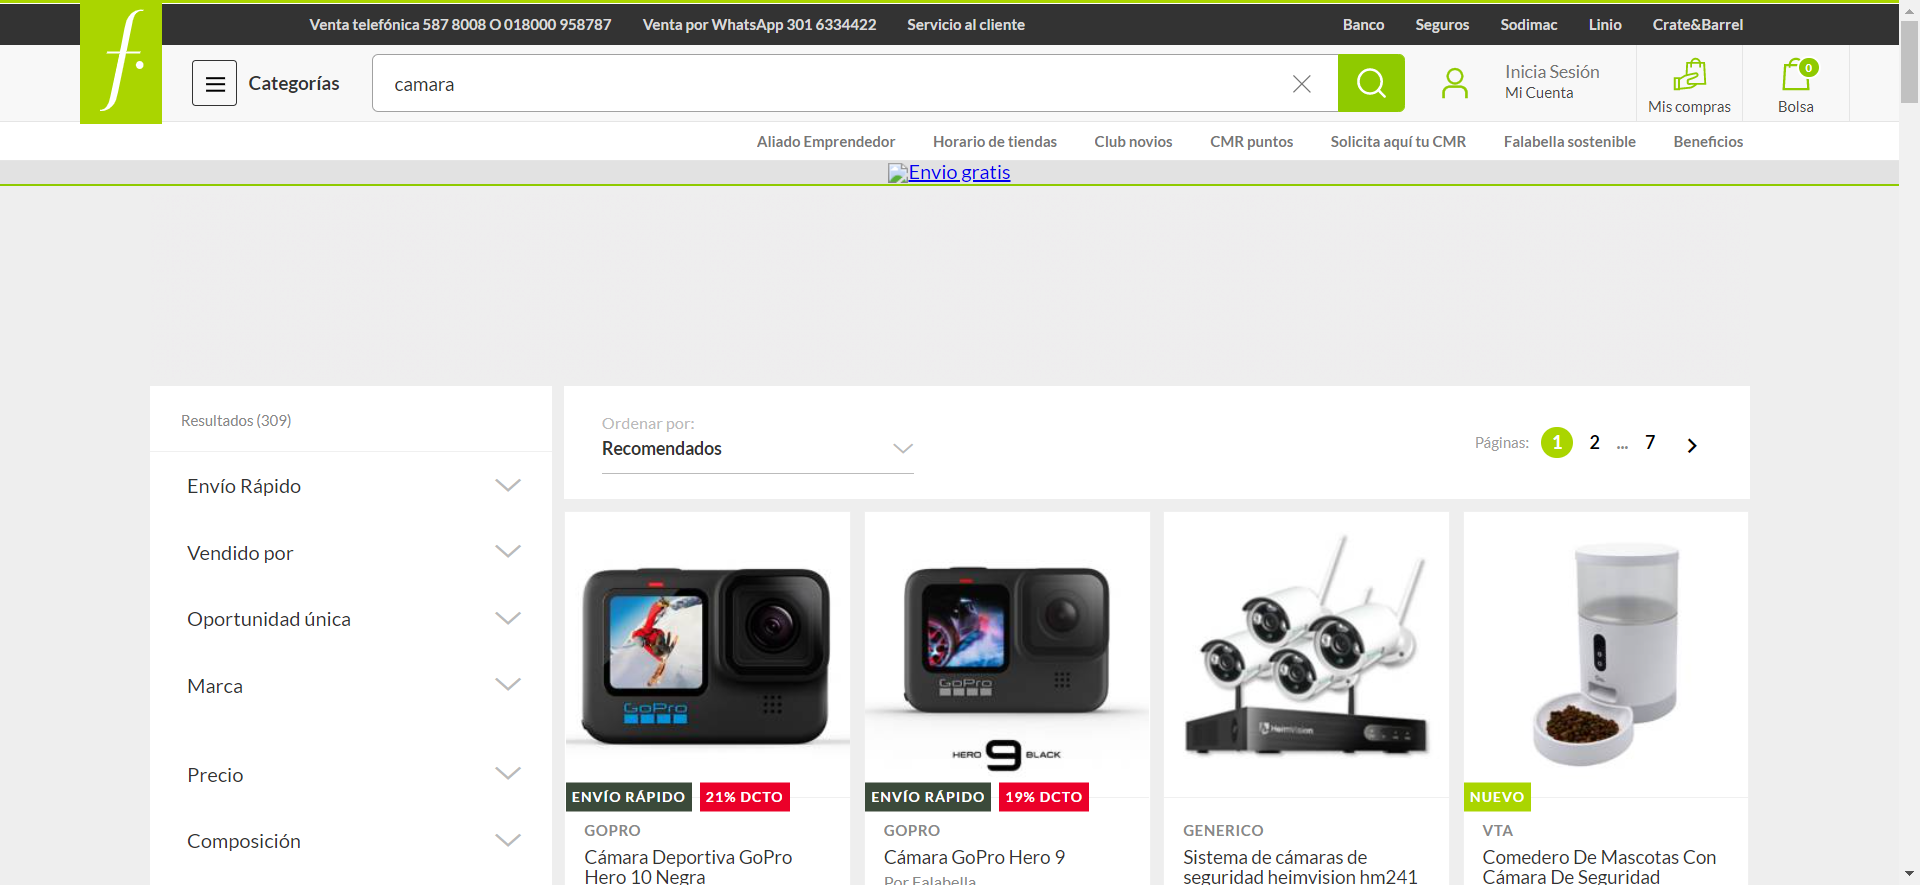 Venta telefónica 587 8008 O 018000 958787 Venta por WhatsApp 301 6334422 Servicio al cliente Banco Seguros Sodimac Linio Crate&Barrel
f.
Categorías
camara
Inicia Sesión
Mi Cuenta
Mis compras
0
Bolsa
Aliado Emprendedor Horario de tiendas Club novios CMR puntos Solicita aquí tu CMR Falabella sostenible Beneficios
Envio gratis
Resultados (309)
Envío Rápido
Vendido por
Oportunidad única
Marca
Precio
Composición
Ordenar por:
Recomendados
Páginas: 1 2 ... 7
GoPro
ENVÍO RÁPIDO 21% DCTO
GOPRO
Cámara Deportiva GoPro
Hero 10 Negra
GoPro
HERO 9 BLACK
ENVÍO RÁPIDO 19% DCTO
GOPRO
Cámara GoPro Hero 9
Por Falabella
HeimVision
GENERICO
Sistema de cámaras de
seguridad heimvision hm241
NUEVO
VTA
Comedero De Mascotas Con
Cámara De Seguridad